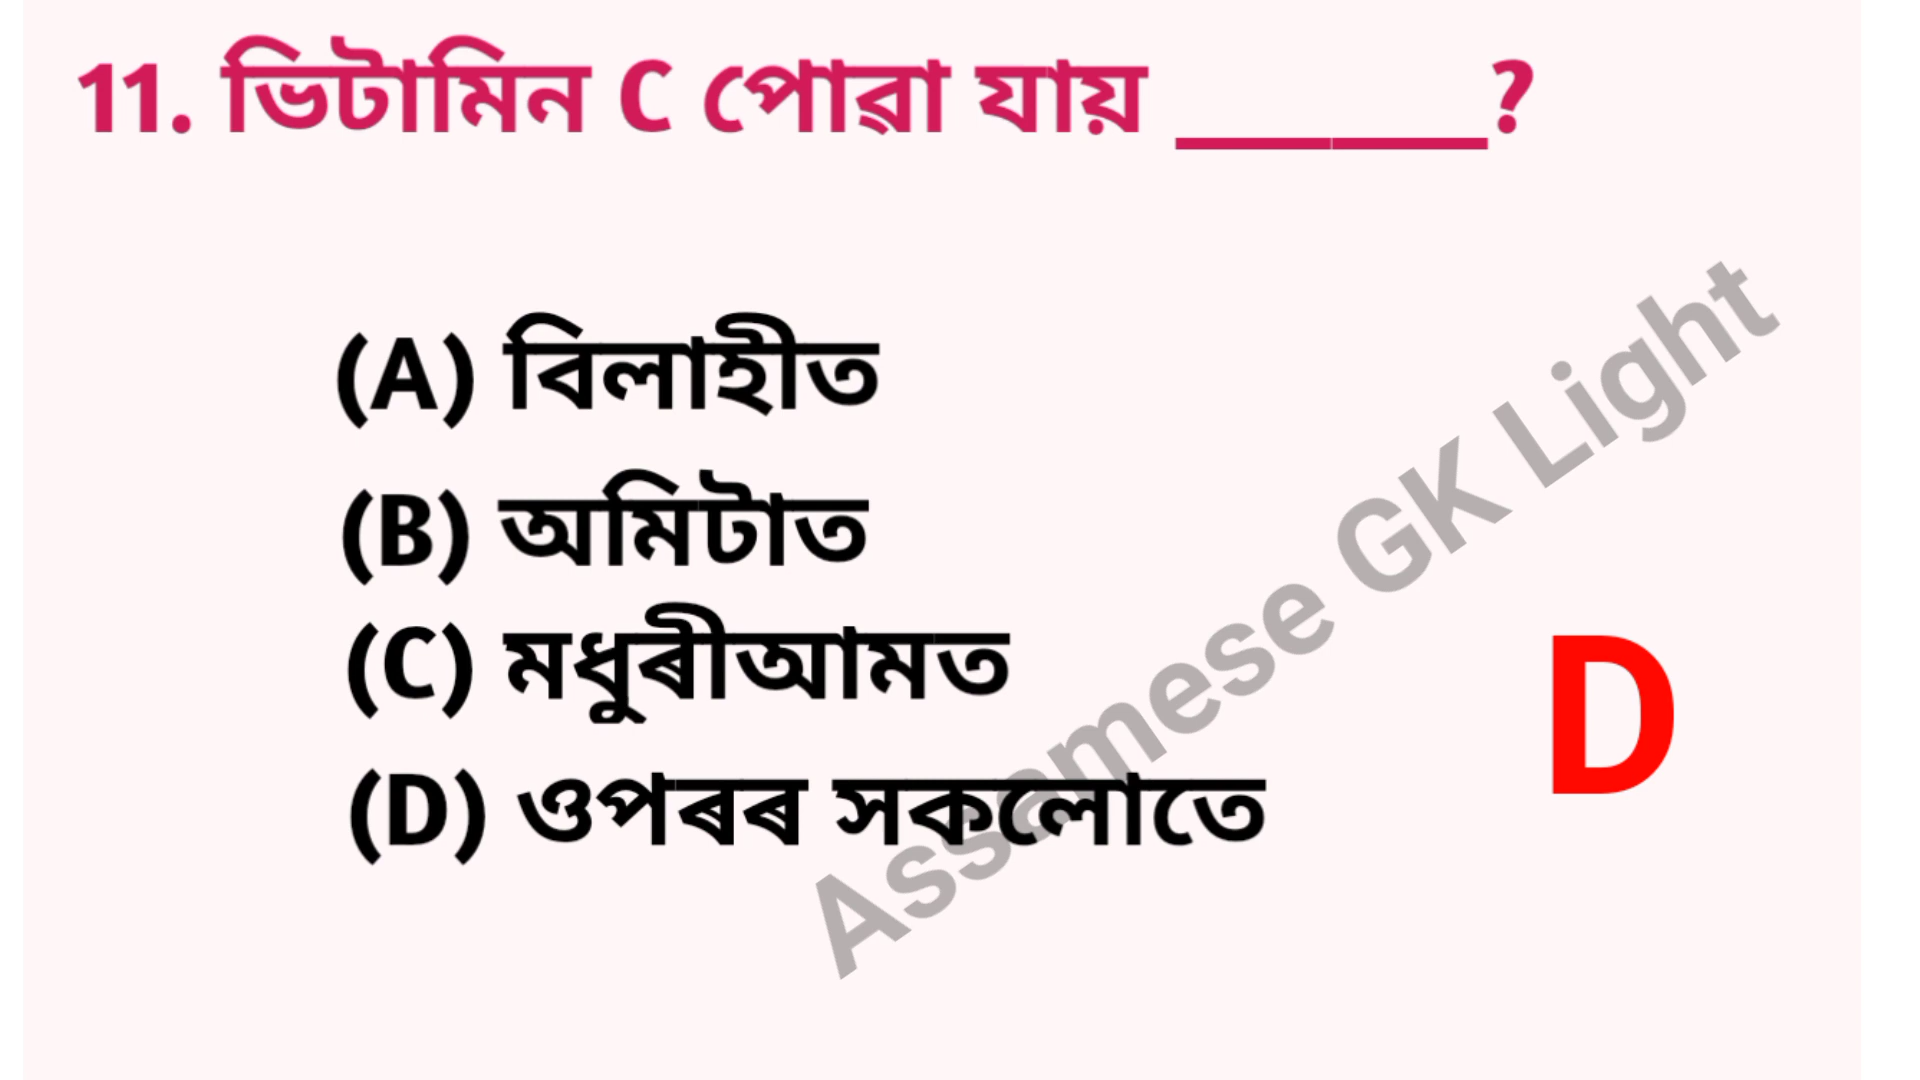 11. ভিটামিন C পোৱা যায় ______?
(A) বিলাহীত
(B) অমিটাত
(C) মধুৰীআমত
(D) ওপৰৰ সকলোতে
D
Assamese GK Light